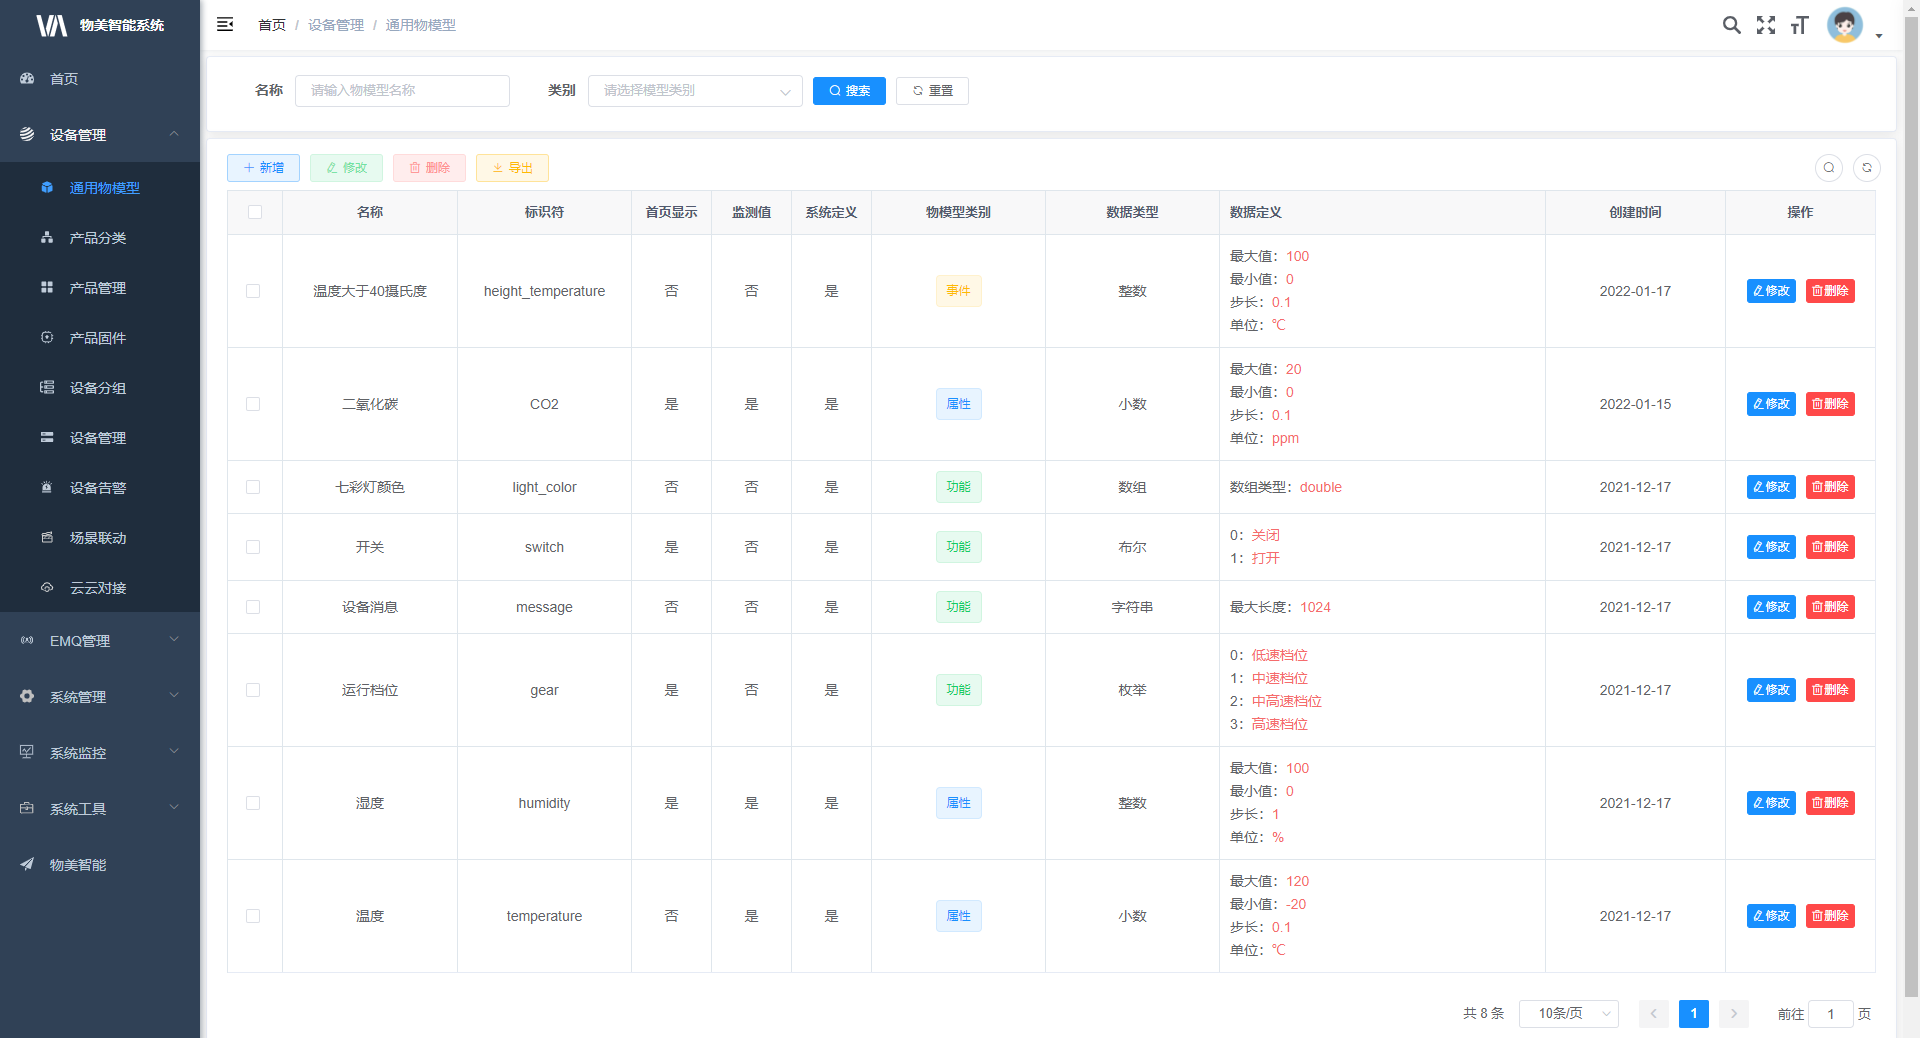 物美智能系统
首页 / 设备管理 / 通用物模型
首页
设备管理
通用物模型
产品分类
产品管理
产品固件
设备分组
设备管理
设备告警
场景联动
云云对接
EMQ管理
系统管理
系统监控
系统工具
物美智能
名称 请输入物模型名称 类别 请选择模型类别 搜索 重置
新增 修改 删除 导出
名称 标识符 首页显示 监测值 系统定义 物模型类别 数据类型 数据定义 创建时间 操作
温度大于40摄氏度 height_temperature 否 否 是 事件 整数 最大值：100
最小值：0
步长：0.1
单位：℃
2022-01-17 修改 删除
二氧化碳 CO2 是 是 是 属性 小数 最大值：20
最小值：0
步长：0.1
单位：ppm
2022-01-15 修改 删除
七彩灯颜色 light_color 否 否 是 功能 数组 数组类型：double 2021-12-17 修改 删除
开关 switch 是 否 是 功能 布尔 0：关闭
1：打开
2021-12-17 修改 删除
设备消息 message 否 否 是 功能 字符串 最大长度：1024 2021-12-17 修改 删除
运行档位 gear 是 否 是 功能 枚举 0：低速档位
1：中速档位
2：中高速档位
3：高速档位
2021-12-17 修改 删除
湿度 humidity 是 是 是 属性 整数 最大值：100
最小值：0
步长：1
单位：%
2021-12-17 修改 删除
温度 temperature 否 是 是 属性 小数 最大值：120
最小值：-20
步长：0.1
单位：℃
2021-12-17 修改 删除
共 8 条 10条/页 1 前往 1 页